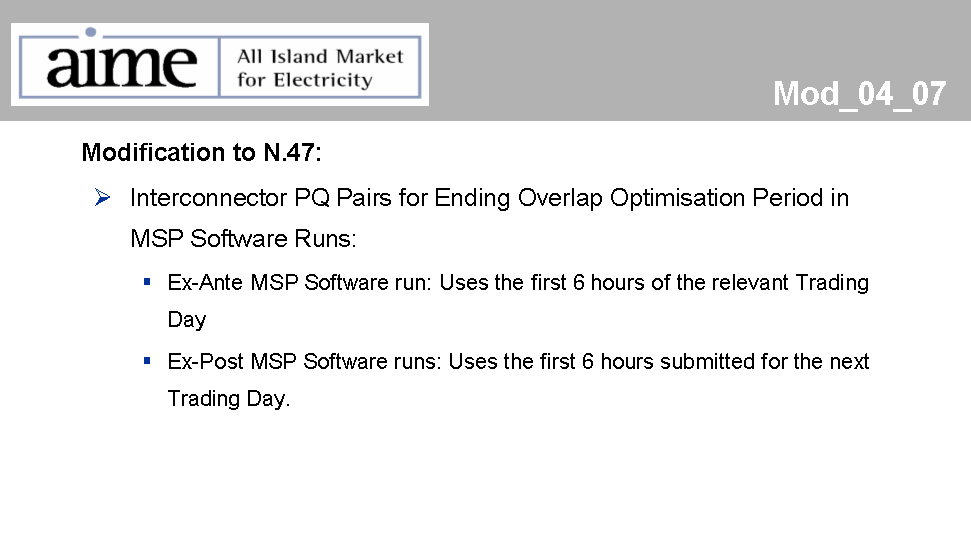 aime
All Island Market
for Electricity
Mod_04_07
Modification to N.47:
Interconnector PQ Pairs for Ending Overlap Optimisation Period in
MSP Software Runs:
Ex-Ante MSP Software run: Uses the first 6 hours of the relevant Trading
Day
Ex-Post MSP Software runs: Uses the first 6 hours submitted for the next
Trading Day.